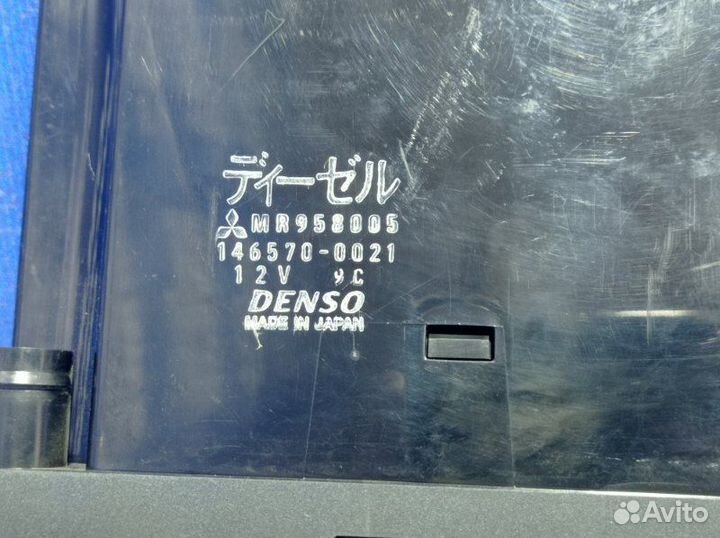 ディーゼル
MR958005
146570-0021
12V
DENSO
MADE IN JAPAN
Avito